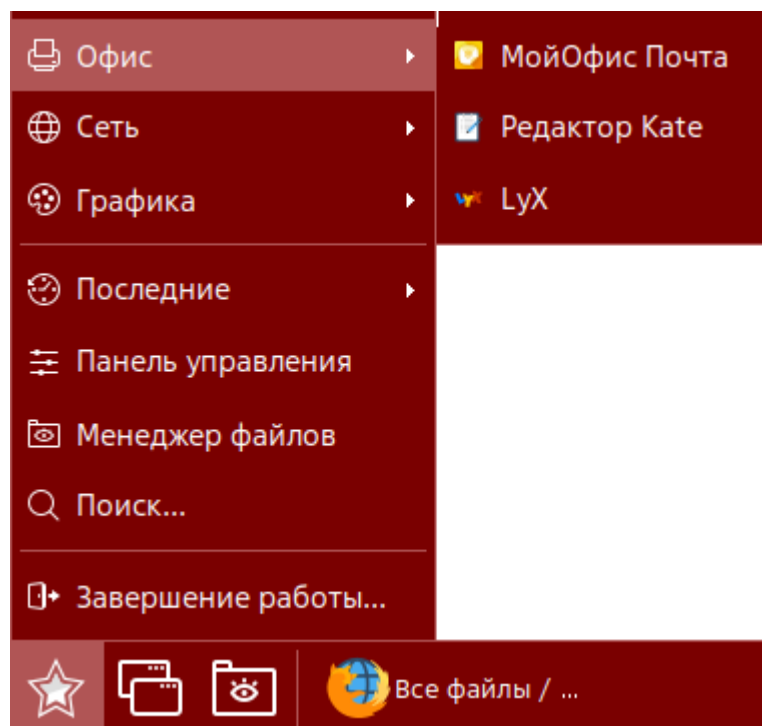 Офис
Сеть
Графика
Последние
Панель управления
Менеджер файлов
Поиск...
Завершение работы...
МойОфис Почта
Редактор Kate
LyX
Все файлы / ...